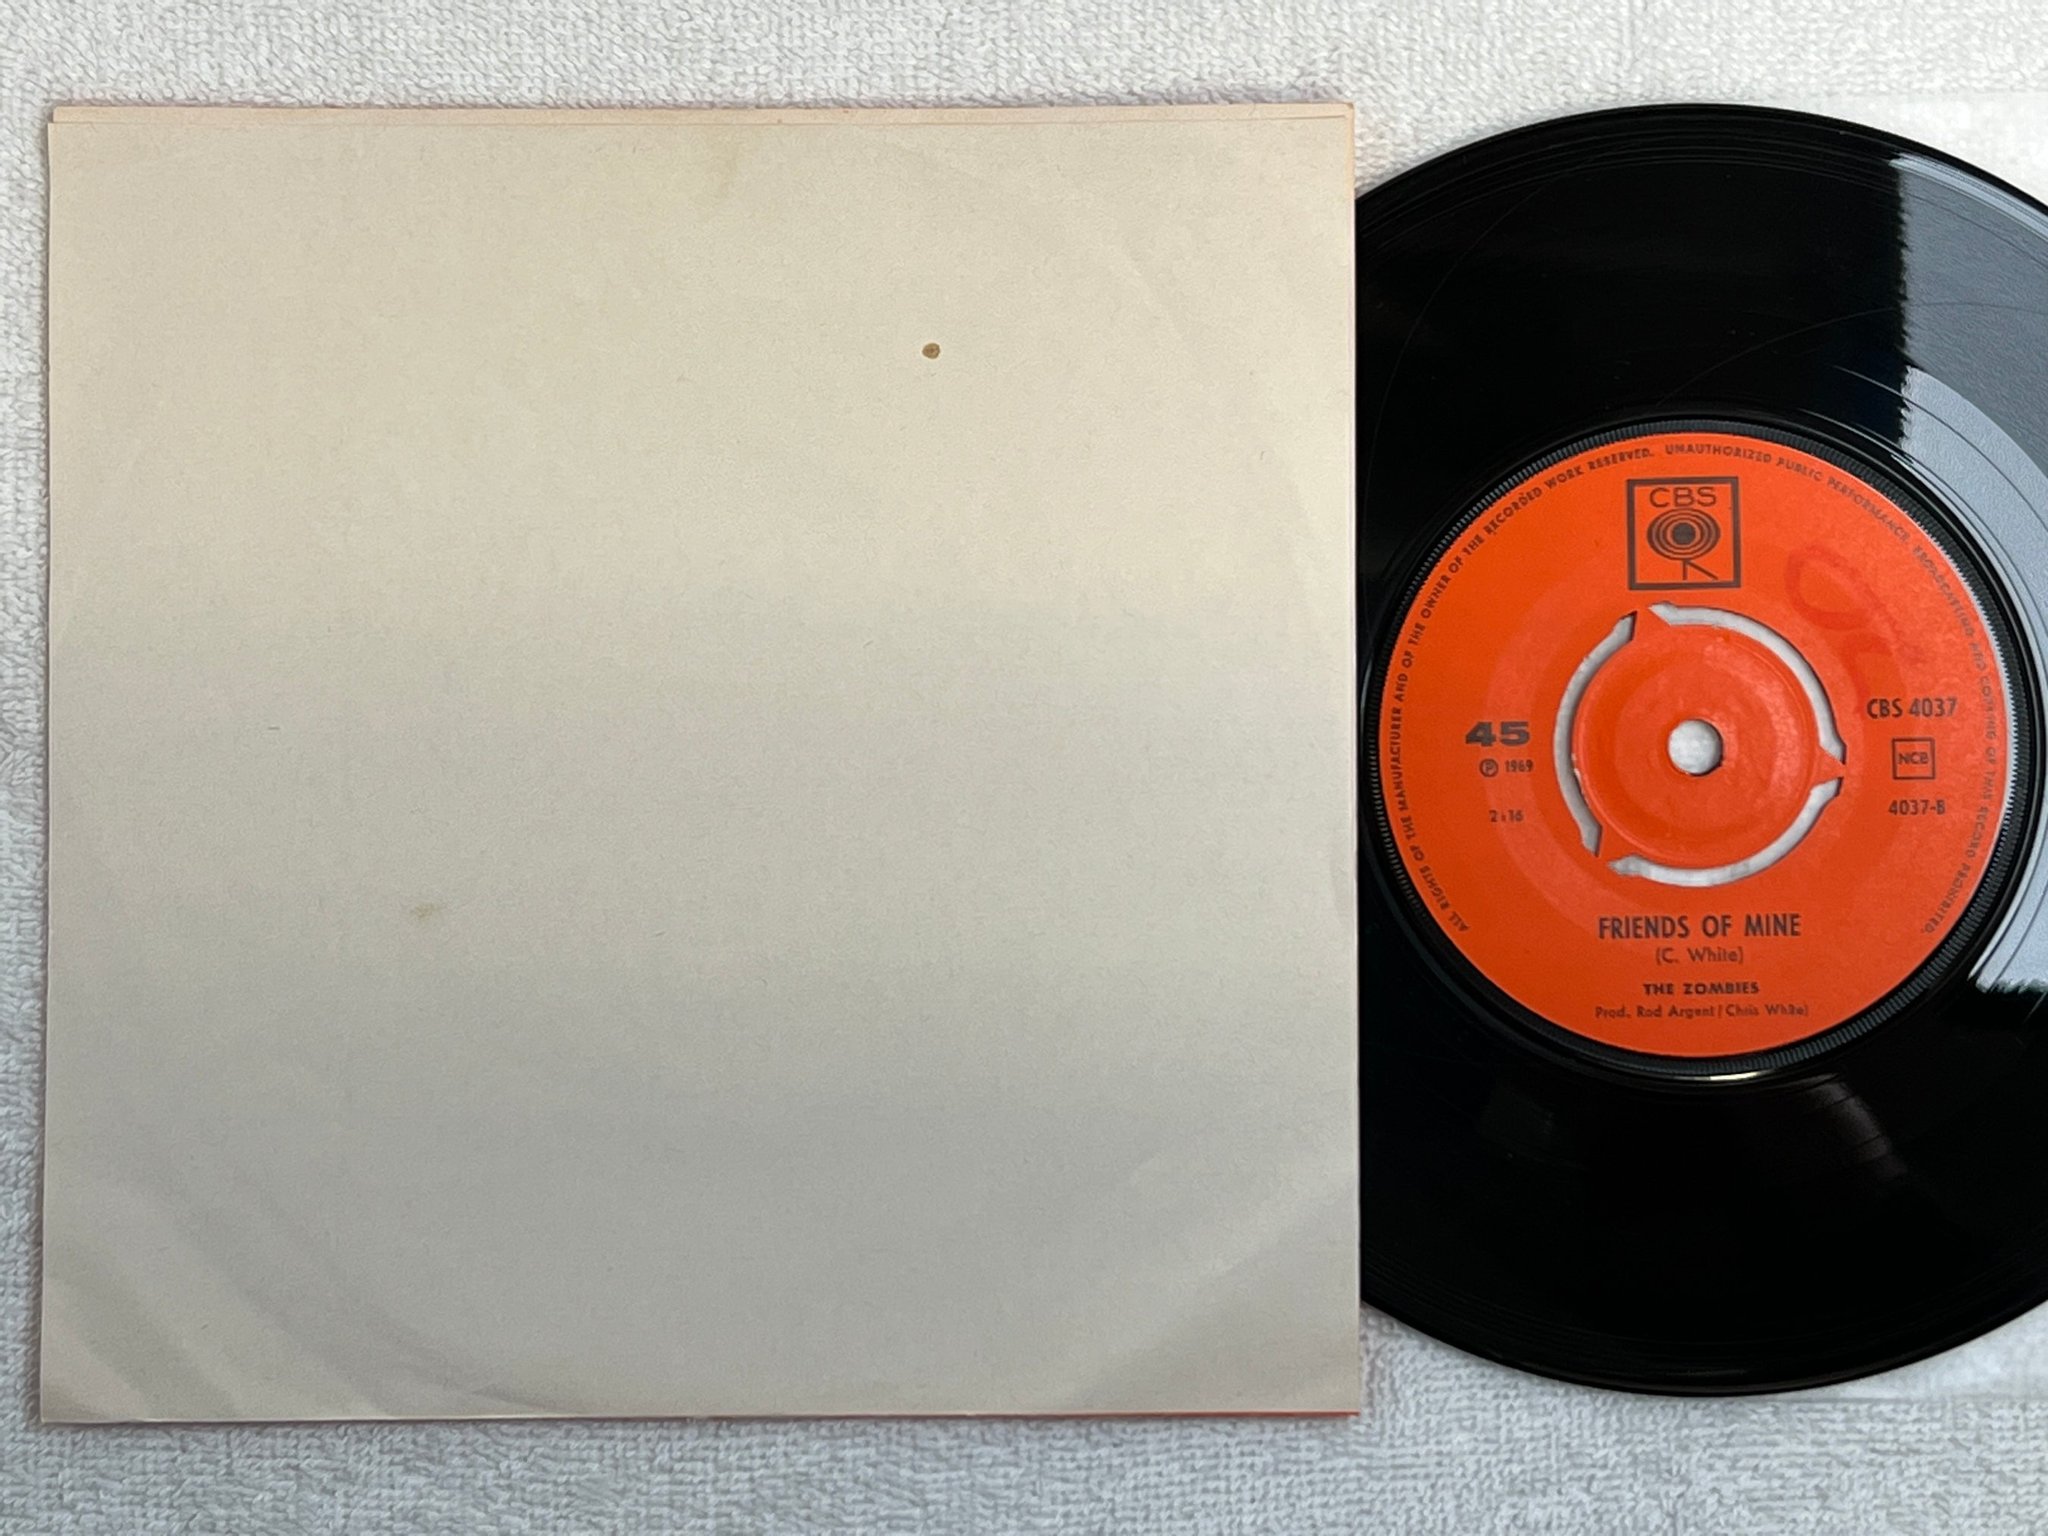 ALL RIGHTS OF THE MANUFACTURER AND OF THE OWNER OF THE RECORDED WORK RESERVED. UNAUTHORIZED PUBLIC PERFORMANCE, BROADCASTING AND COPYING OF THIS RECORD PROHIBITED.
CBS
45
℗ 1969
2:16
CBS 4037
NCB
4037-B
FRIENDS OF MINE
(C. White)
THE ZOMBIES
Prod. Rod Argent/Chris White)